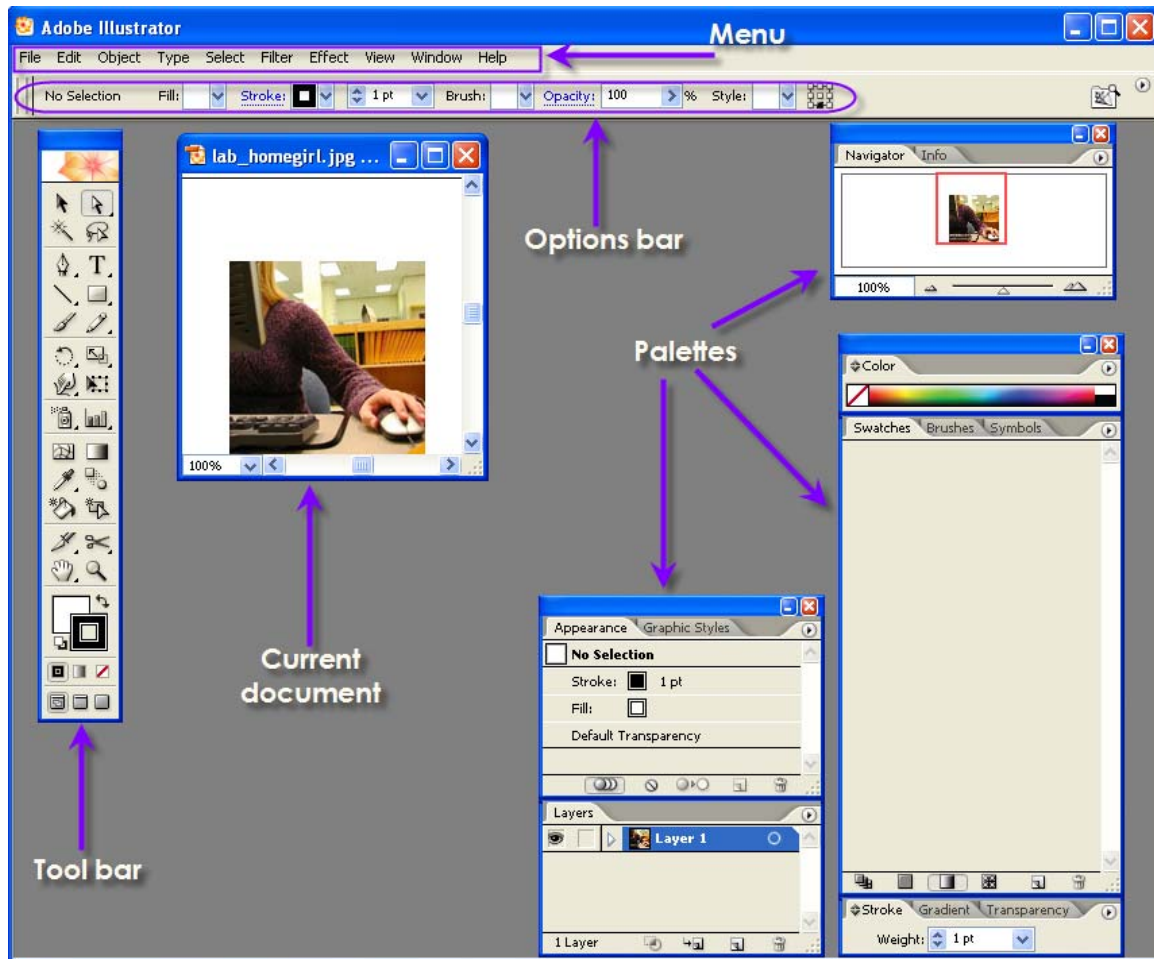 Adobe Illustrator
Menu
File Edit Object Type Select Filter Effect View Window Help
No Selection Fill: Stroke: 1 pt Brush: Opacity: 100 % Style:
lab_homegirl.jpg ...
100%
Current
document
Options bar
Navigator Info
100%
Palettes
Color
Swatches Brushes Symbols
T
Tool bar
Appearance Graphic Styles
No Selection
Stroke: 1 pt
Fill:
Default Transparency
Layers
Layer 1
1 Layer
Stroke Gradient Transparency
Weight: 1 pt